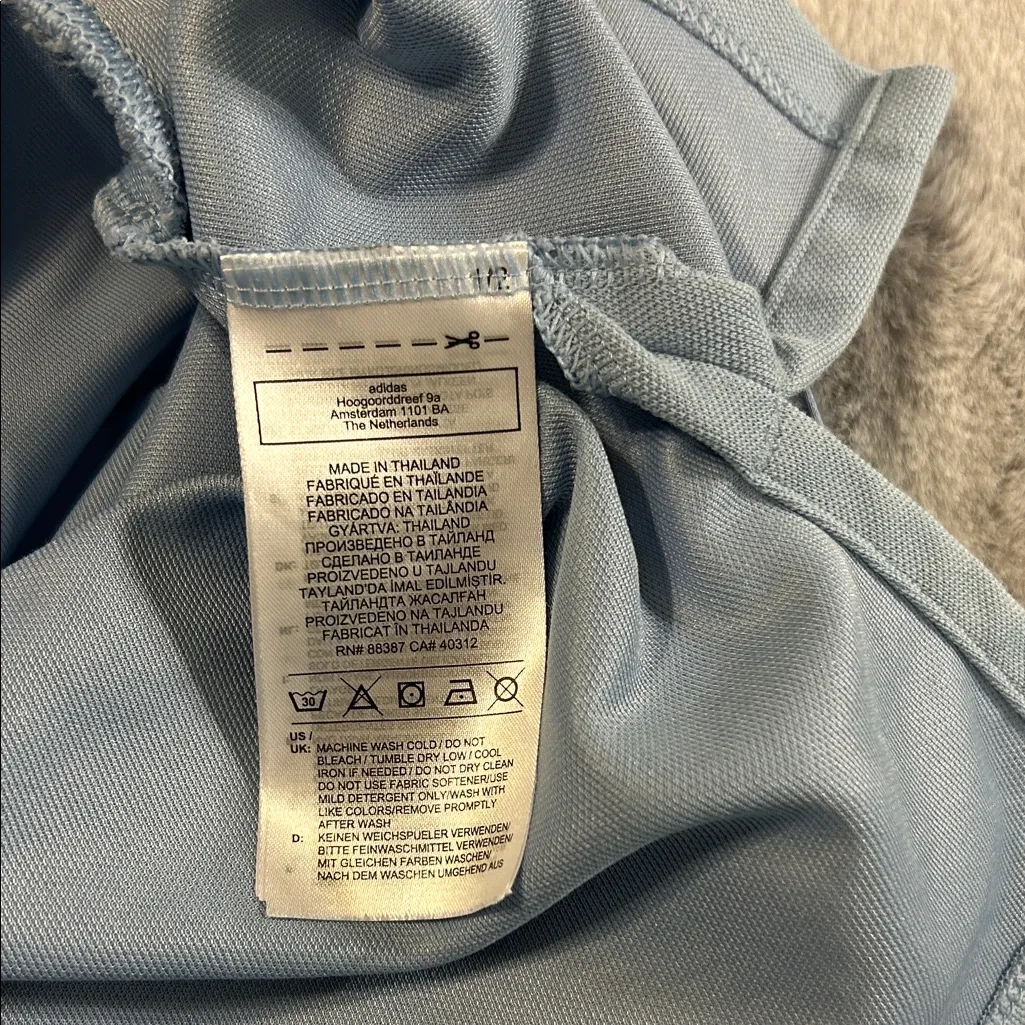 1/2
adidas
Hoogoorddreef 9a
Amsterdam 1101 BA
The Netherlands
MADE IN THAILAND
FABRIQUÉ EN THAÏLANDE
FABRICADO EN TAILANDIA
FABRICADO NA TAILÂNDIA
GYÁRTVA: THAILAND
ПРОИЗВЕДЕНО В ТАЙЛАНД
СДЕЛАНО В ТАИЛАНДЕ
PROIZVEDENO U TAJLANDU
TAYLAND'DA İMAL EDİLMİŞTİR.
ТАЙЛАНДТА ЖАСАЛҒАН
PROIZVEDENO NA TAJLANDU
FABRICAT ÎN THAILANDA
RN# 88387 CA# 40312
30
US /
UK: MACHINE WASH COLD / DO NOT
BLEACH / TUMBLE DRY LOW / COOL
IRON IF NEEDED / DO NOT DRY CLEAN
DO NOT USE FABRIC SOFTENER/USE
MILD DETERGENT ONLY/WASH WITH
LIKE COLORS/REMOVE PROMPTLY
AFTER WASH
D: KEINEN WEICHSPUELER VERWENDEN/
BITTE FEINWASCHMITTEL VERWENDEN/
MIT GLEICHEN FARBEN WASCHEN/
NACH DEM WASCHEN UMGEHEND AUS